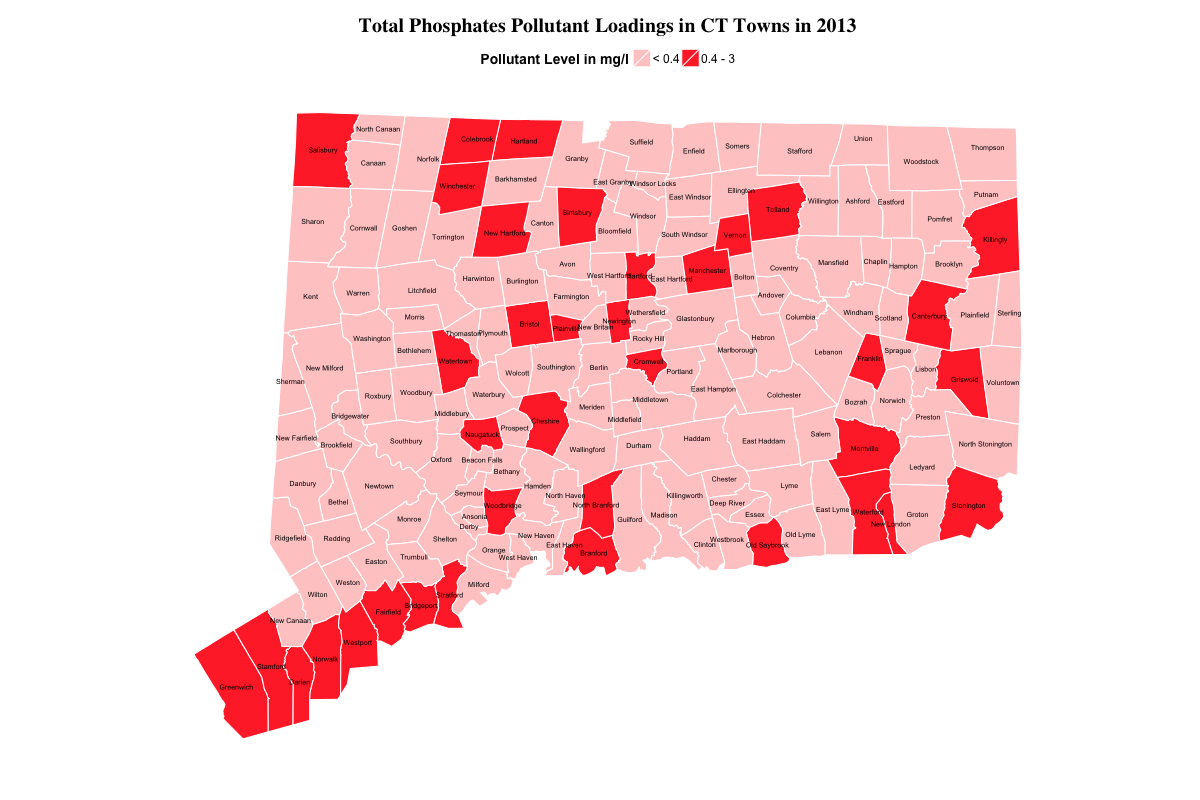 Total Phosphates Pollutant Loadings in CT Towns in 2013
Pollutant Level in mg/l < 0.4 0.4 - 3
North Canaan
Colebrook
Hartland
Salisbury
Canaan
Norfolk
Granby
Suffield
Enfield
Somers
Stafford
Union
Woodstock
Thompson
Winchester
Barkhamsted
East Granby
Windsor Locks
East Windsor
Ellington
Tolland
Willington
Ashford
Eastford
Putnam
Sharon
Cornwall
Goshen
Torrington
New Hartford
Canton
Simsbury
Bloomfield
Windsor
South Windsor
Vernon
Pomfret
Killingly
Kent
Warren
Litchfield
Harwinton
Burlington
Avon
Farmington
West Hartford
Hartford
East Hartford
Manchester
Bolton
Coventry
Mansfield
Chaplin
Hampton
Brooklyn
Andover
Washington
Morris
Bethlehem
Thomaston
Plymouth
Bristol
Plainville
New Britain
Newington
Wethersfield
Rocky Hill
Glastonbury
Hebron
Columbia
Windham
Scotland
Canterbury
Plainfield
Sterling
New Milford
Sherman
Roxbury
Woodbury
Watertown
Wolcott
Southington
Berlin
Cromwell
Portland
Marlborough
Lebanon
Franklin
Sprague
Lisbon
Griswold
Voluntown
Bridgewater
Middlebury
Waterbury
Cheshire
Meriden
Middletown
Middlefield
East Hampton
Colchester
Bozrah
Norwich
Preston
New Fairfield
Brookfield
Southbury
Naugatuck
Prospect
Wallingford
Durham
Haddam
East Haddam
Salem
Montville
Ledyard
North Stonington
Oxford
Beacon Falls
Bethany
Danbury
Bethel
Newtown
Seymour
Woodbridge
Hamden
North Haven
North Branford
Guilford
Madison
Killingworth
Chester
Deep River
Essex
Lyme
East Lyme
Waterford
New London
Groton
Stonington
Ridgefield
Redding
Monroe
Ansonia
Derby
Shelton
Orange
New Haven
West Haven
East Haven
Branford
Clinton
Westbrook
Old Saybrook
Old Lyme
Easton
Trumbull
Weston
Wilton
Milford
Stratford
Bridgeport
Fairfield
New Canaan
Westport
Norwalk
Stamford
Darien
Greenwich